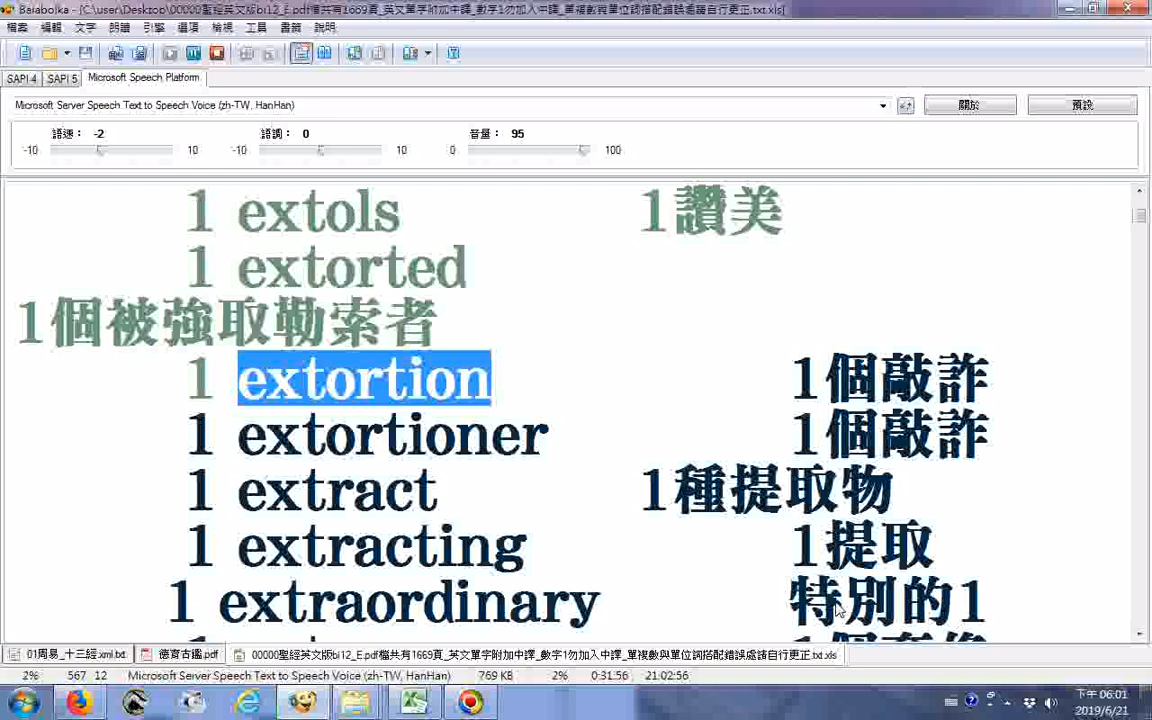 Balabolka - [C:\user\Desktop\00000聖經英文版bi12_E.pdf檔共有1669頁_英文單字附加中譯_數字1勿加入中譯_單複數與單位詞搭配錯誤處請自行更正.txt.xls]
檔案 編輯 文字 朗讀 引擎 選項 檢視 工具 書籤 說明
SAPI 4 SAPI 5 Microsoft Speech Platform
Microsoft Server Speech Text to Speech Voice (zh-TW, HanHan) 關於 預設
語速： -2 語調： 0 音量： 95
-10 10 -10 10 0 100
1 extols 1讚美
1 extorted
1個被強取勒索者
1 extortion 1個敲詐
1 extortioner 1個敲詐
1 extract 1種提取物
1 extracting 1提取
1 extraordinary 特別的1
01周易_十三經.xml.txt 德育古鑑.pdf 00000聖經英文版bi12_E.pdf檔共有1669頁_英文單字附加中譯_數字1勿加入中譯_單複數與單位詞搭配錯誤處請自行更正.txt.xls
2% 567 12 Microsoft Server Speech Text to Speech Voice (zh-TW, HanHan) 769 KB 2% 0:31:56 21:02:56
下午 06:01
2019/6/21